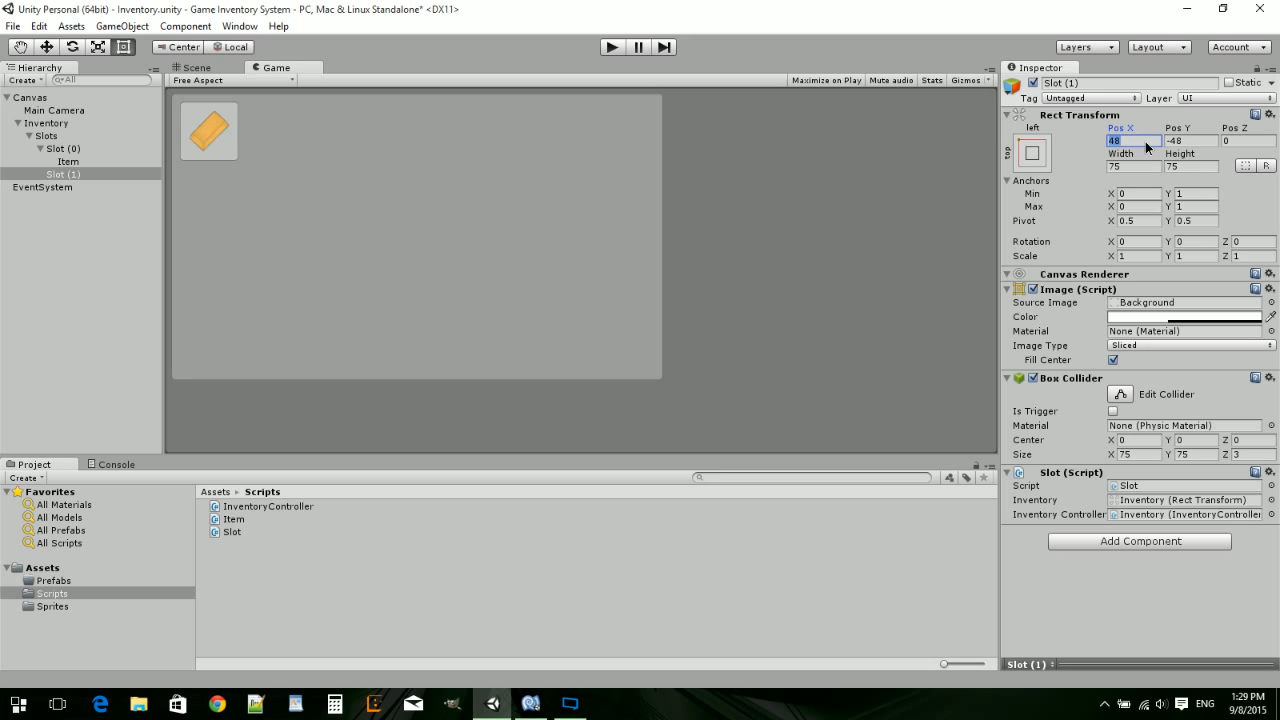 Unity Personal (64bit) - Inventory.unity - Game Inventory System - PC, Mac & Linux Standalone* <DX11>
File Edit Assets GameObject Component Window Help
Center Local Layers Layout Account
Hierarchy
Create All
Canvas
Main Camera
Inventory
Slots
Slot (0)
Item
Slot (1)
EventSystem
Scene Game
Free Aspect Maximize on Play Mute audio Stats Gizmos
Inspector
Slot (1) Static
Tag Untagged Layer UI
Rect Transform
left Pos X Pos Y Pos Z
top 48 -48 0
Width Height
75 75 R
Anchors
Min X 0 Y 1
Max X 0 Y 1
Pivot X 0.5 Y 0.5
Rotation X 0 Y 0 Z 0
Scale X 1 Y 1 Z 1
Canvas Renderer
Image (Script)
Source Image Background
Color
Material None (Material)
Image Type Sliced
Fill Center
Box Collider
Edit Collider
Is Trigger
Material None (Physic Material)
Center X 0 Y 0 Z 0
Size X 75 Y 75 Z 3
Slot (Script)
Script Slot
Inventory Inventory (Rect Transform)
Inventory Controller Inventory (InventoryController
Add Component
Slot (1)
Project Console
Create
Favorites
All Materials
All Models
All Prefabs
All Scripts
Assets
Prefabs
Scripts
Sprites
Assets Scripts
InventoryController
Item
Slot
ENG
1:29 PM
9/8/2015